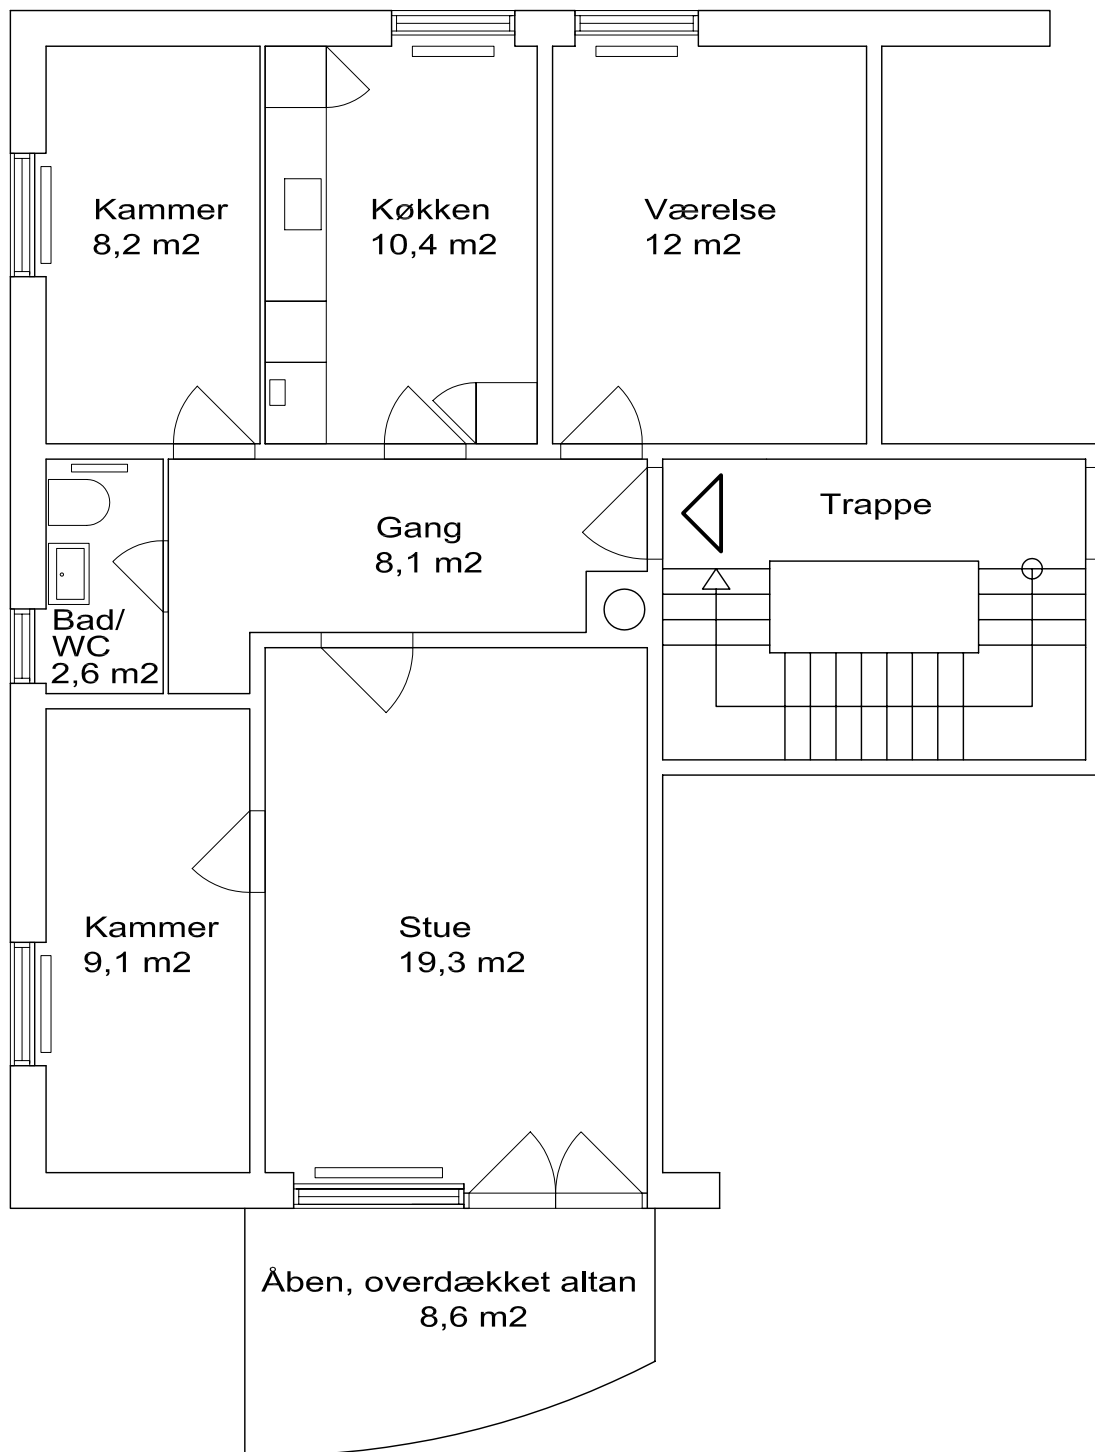 Kammer
8,2 m2
Køkken
10,4 m2
Værelse
12 m2
Gang
8,1 m2
Trappe
Bad/
WC
2,6 m2
Kammer
9,1 m2
Stue
19,3 m2
Åben, overdækket altan
8,6 m2